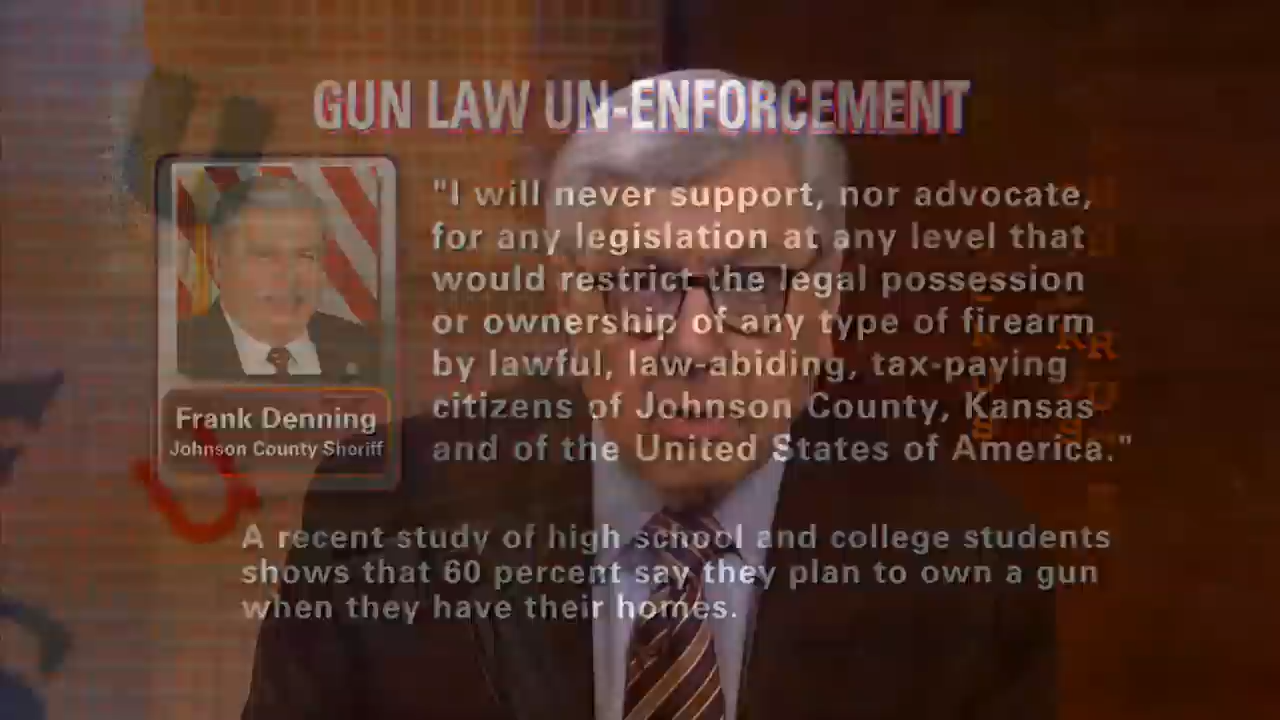 GUN LAW UN-ENFORCEMENT
"I will never support, nor advocate,
for any legislation at any level that
would restrict the legal possession
or ownership of any type of firearm
by lawful, law-abiding, tax-paying
citizens of Johnson County, Kansas
and of the United States of America."
Frank Denning
Johnson County Sheriff
A recent study of high school and college students
shows that 60 percent say they plan to own a gun
when they have their homes.